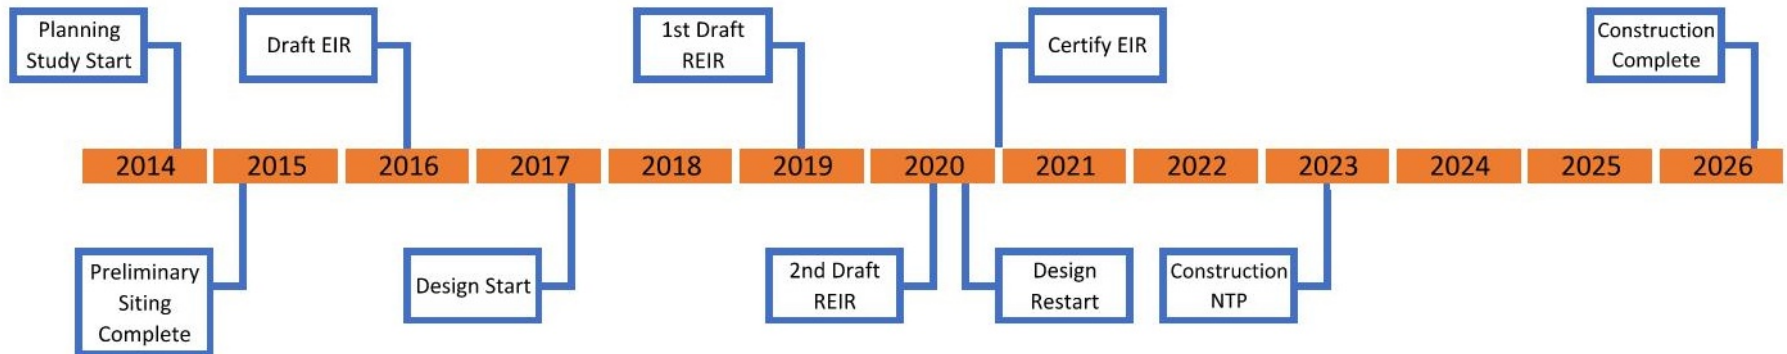 Planning
Study Start
Draft EIR
1st Draft
REIR
Certify EIR
Construction
Complete
2014
2015
2016
2017
2018
2019
2020
2021
2022
2023
2024
2025
2026
Preliminary
Siting
Complete
Design Start
2nd Draft
REIR
Design
Restart
Construction
NTP